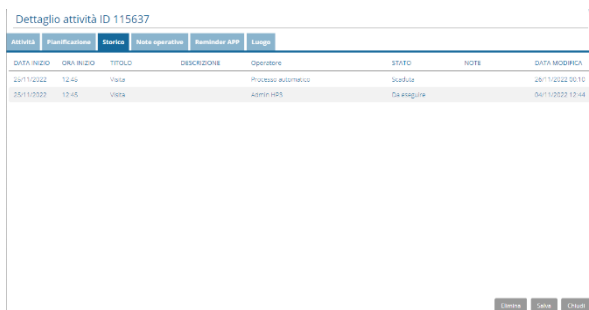 Dettaglio attività ID 115637
Attività Pianificazione Storico Note operative Reminder APP Luogo
DATA INIZIO ORA INIZIO TITOLO DESCRIZIONE Operatore STATO NOTE DATA MODIFICA
25/11/2022 12:45 Visita Processo automatico Scaduta 26/11/2022 00:10
25/11/2022 12:45 Visita Admin HPS Da eseguire 04/11/2022 12:44
Elimina Salva Chiudi